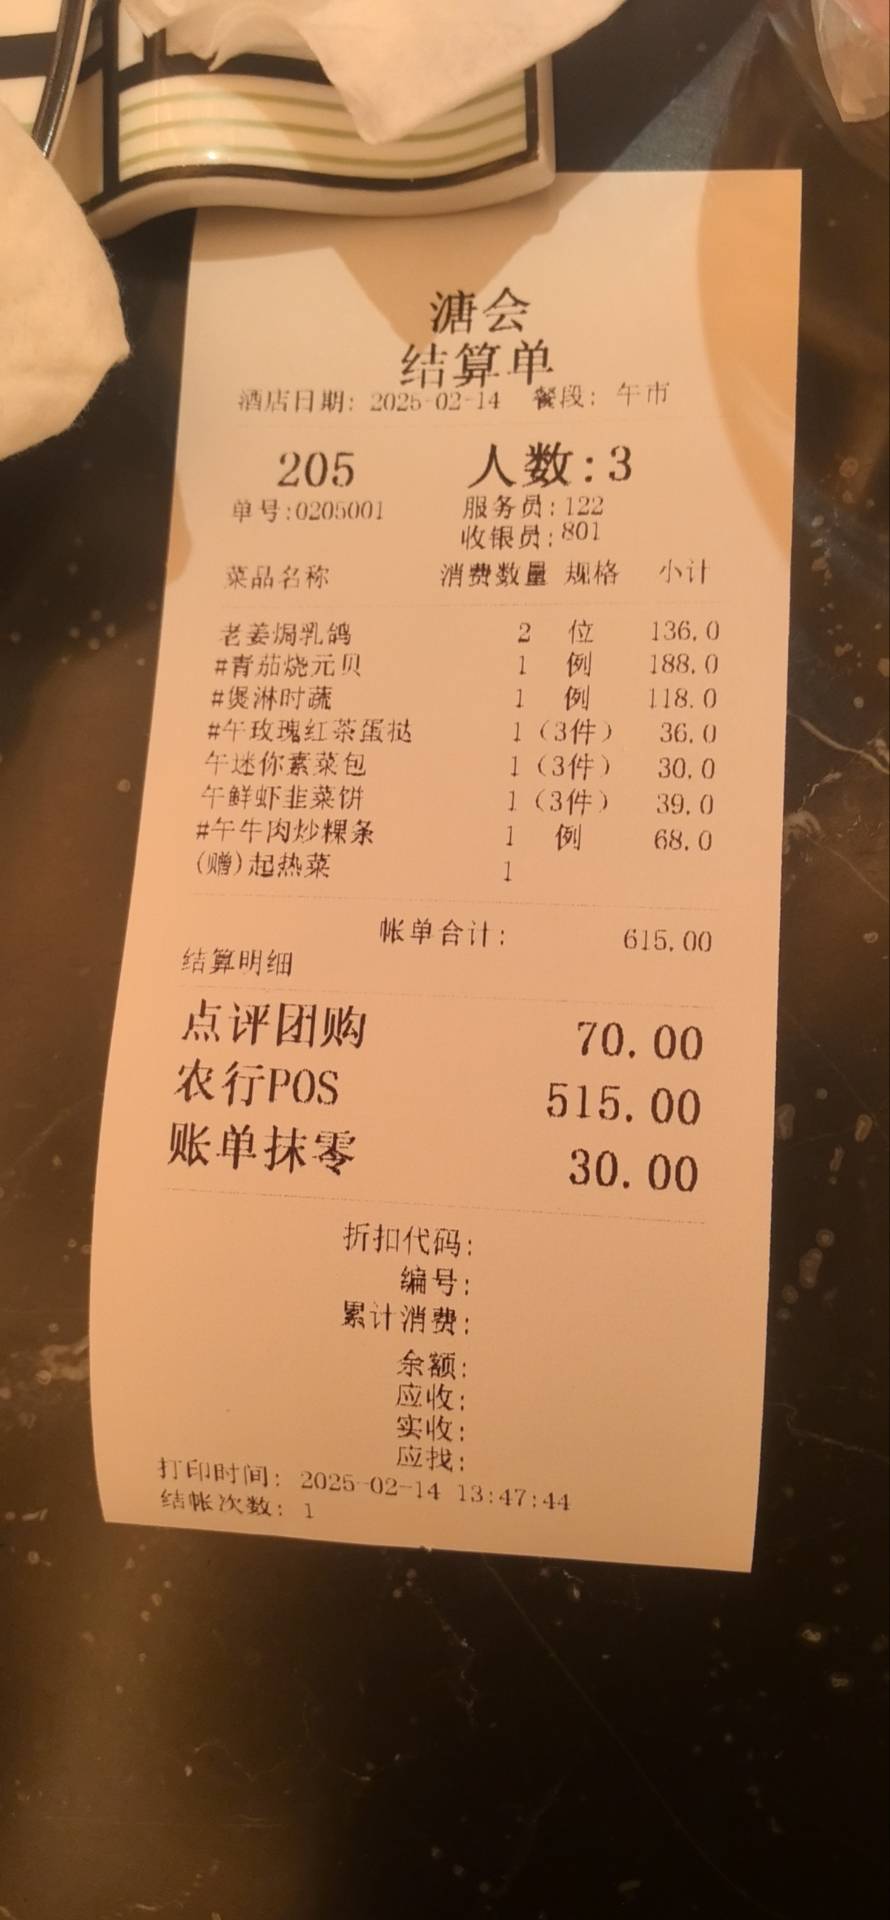 溏会
结算单
酒店日期: 2025-02-14 餐段: 午市
205 人数:3
单号:0205001 服务员:122
收银员:801
菜品名称 消费数量 规格 小计
老姜焗乳鸽 2 位 136.0
#青茄烧元贝 1 例 188.0
#煲淋时蔬 1 例 118.0
#午玫瑰红茶蛋挞 1 (3件) 36.0
午迷你素菜包 1 (3件) 30.0
午鲜虾韭菜饼 1 (3件) 39.0
#午牛肉炒粿条 1 例 68.0
(赠)起热菜 1
帐单合计: 615.00
结算明细
点评团购 70.00
农行POS 515.00
账单抹零 30.00
折扣代码:
编号:
累计消费:
余额:
应收:
实收:
应找:
打印时间: 2025-02-14 13:47:44
结帐次数: 1